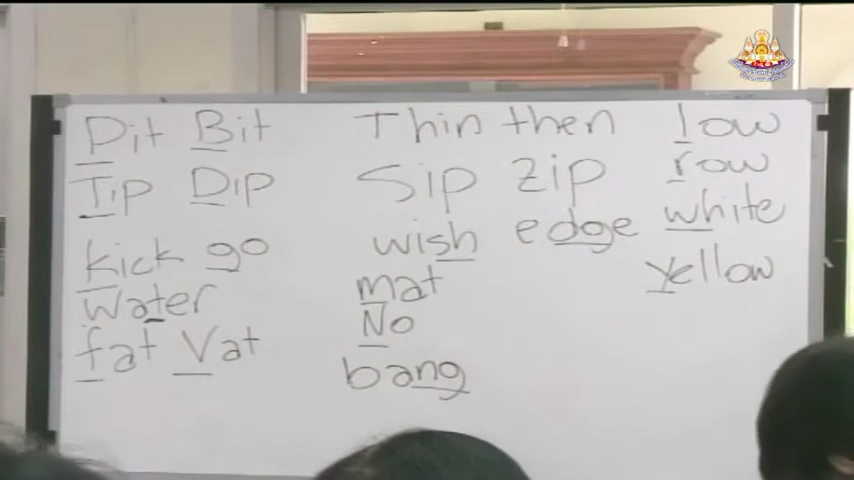 Pit Bit
Tip Dip
kick go
water
fat Vat
Thin then
Sip zip
wish edge
mat
No
bang
low
row
white
yellow